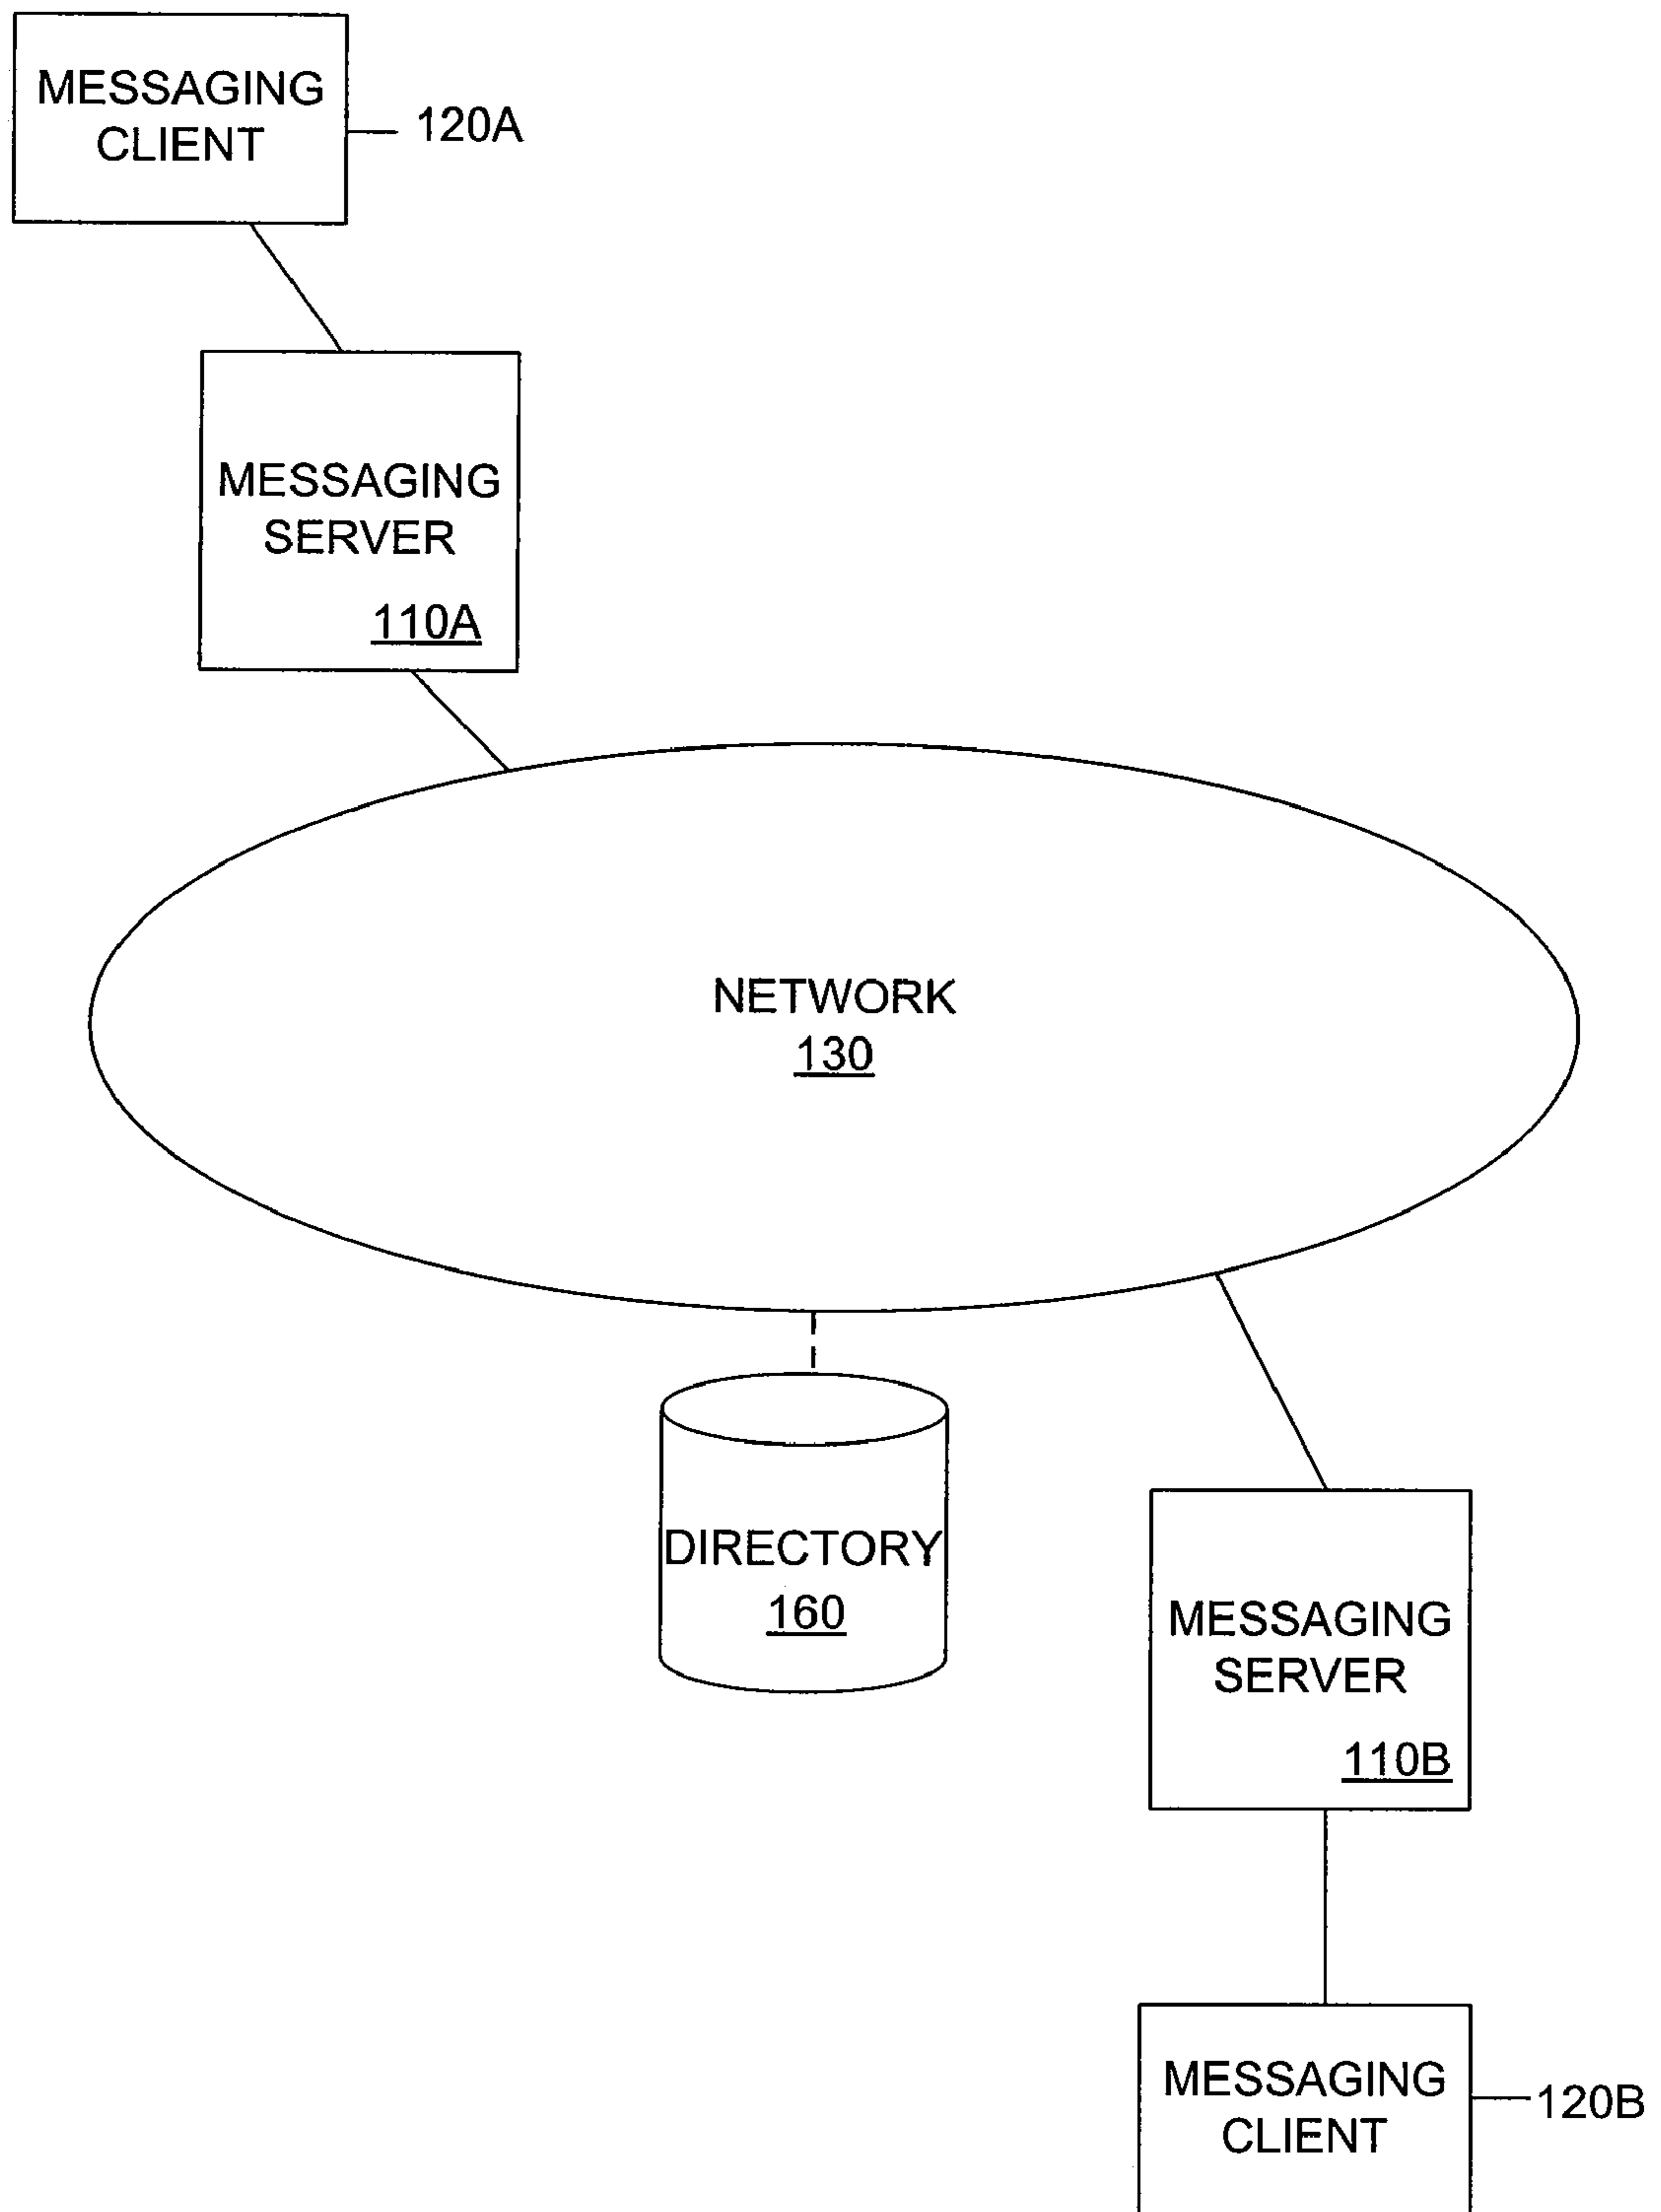 MESSAGING
CLIENT
120A
MESSAGING
SERVER
110A
NETWORK
130
DIRECTORY
160
MESSAGING
SERVER
110B
MESSAGING
CLIENT
120B